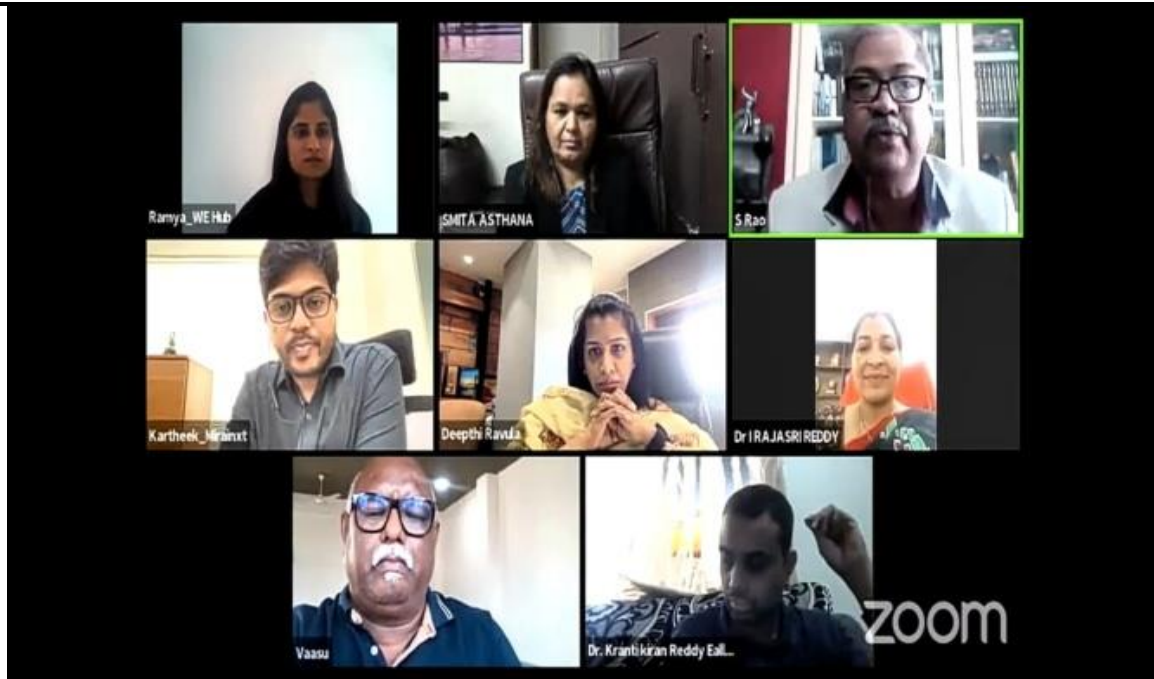 Ramya_WE Hub
SMITA ASTHANA
S Rao
Kartheek_Mirainxt
Deepthi Ravula
Dr I RAJASRI REDDY
Vaasu
Dr. Krantikiran Reddy Eall...
zoom